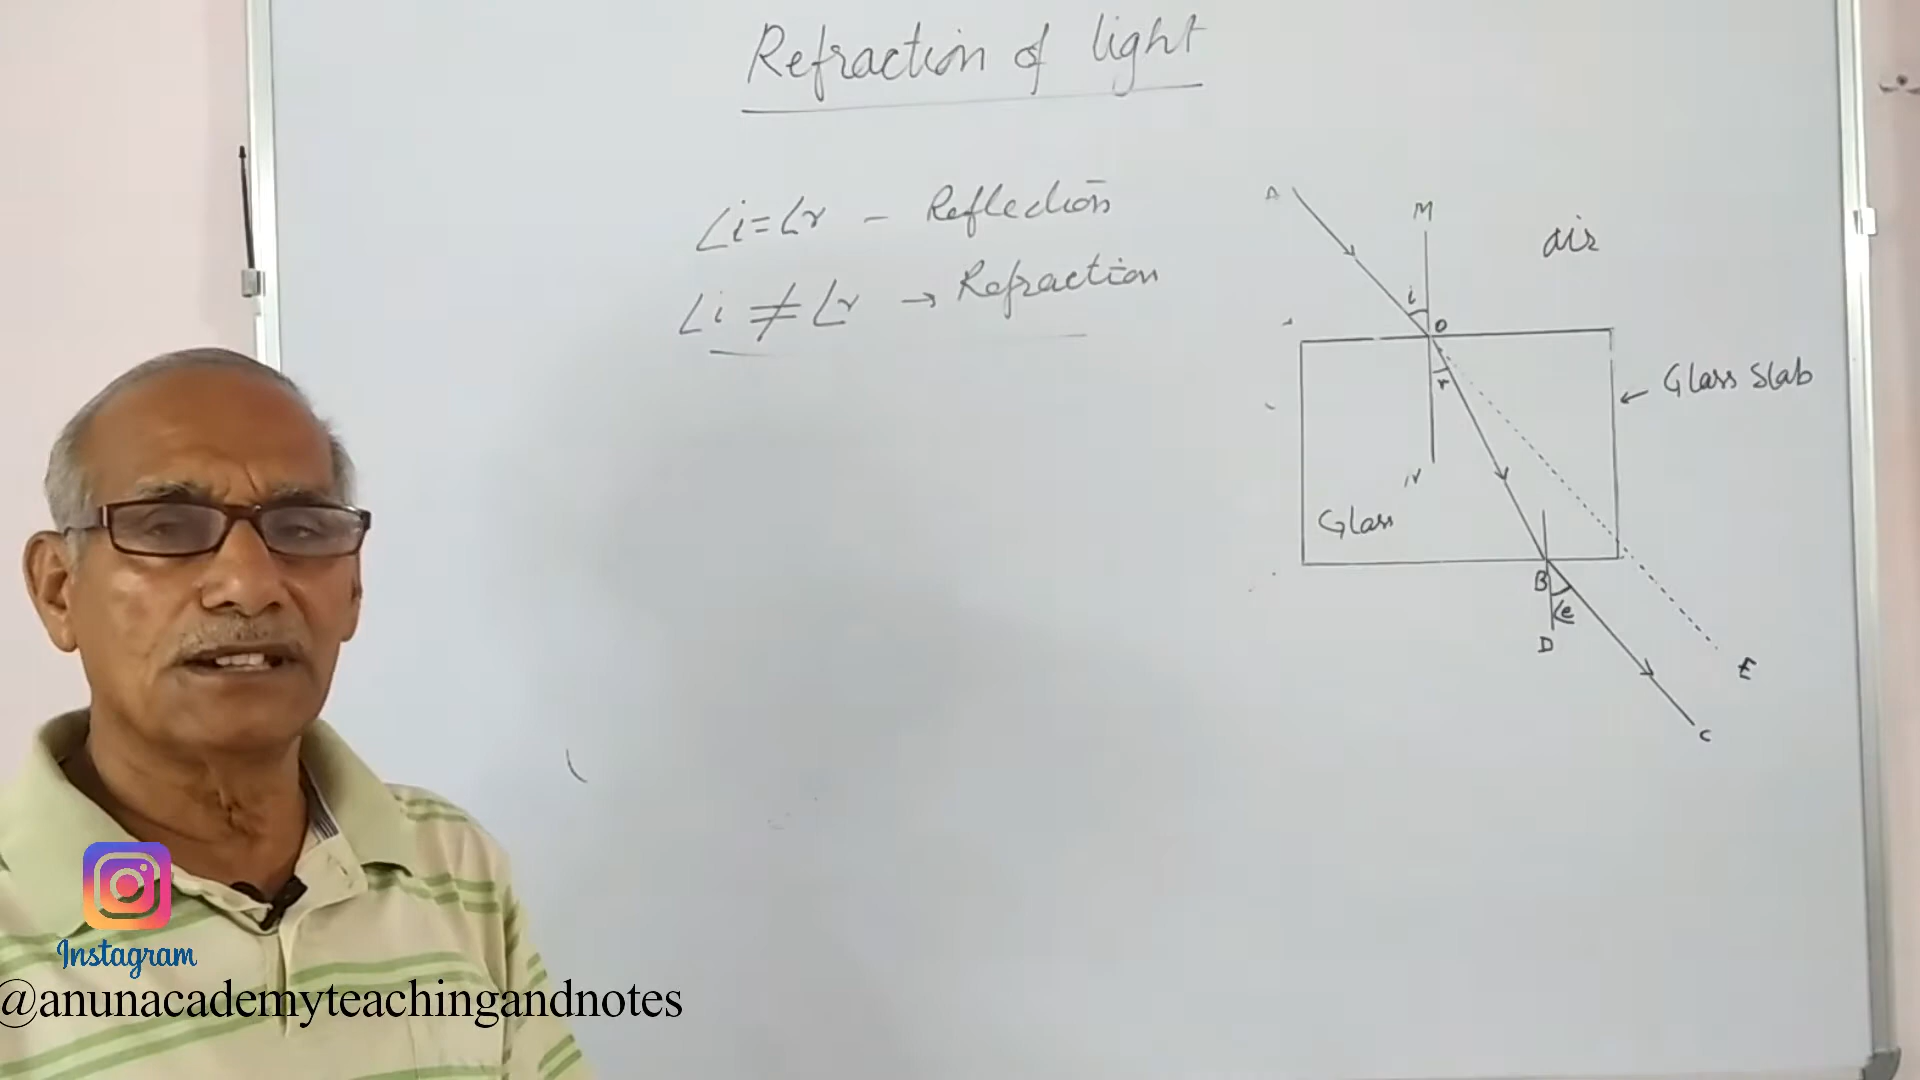 Refraction of light
∠i=∠r - Reflection
∠i ≠ ∠r → Refraction
A
M
air
i
O
r
← Glass slab
N
Glass
B
∠e
D
E
C
Instagram
@anunacademyteachingandnotes